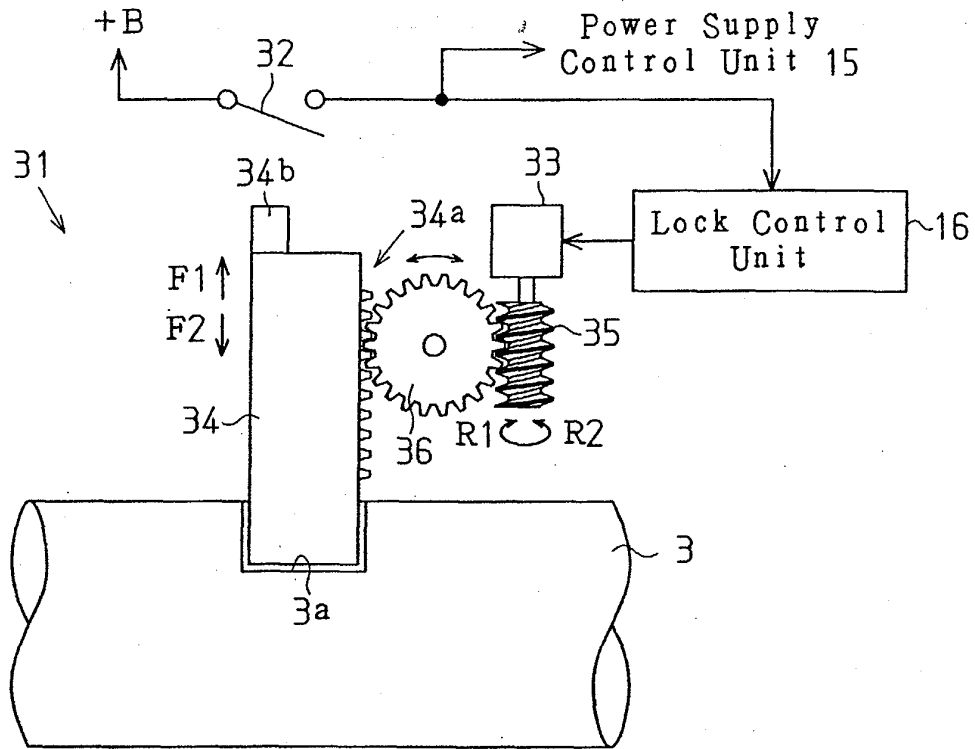 +B
32
Power Supply
Control Unit 15
31
34b
34a
33
Lock Control
Unit
16
F1
F2
35
34
36
R1 R2
3
3a